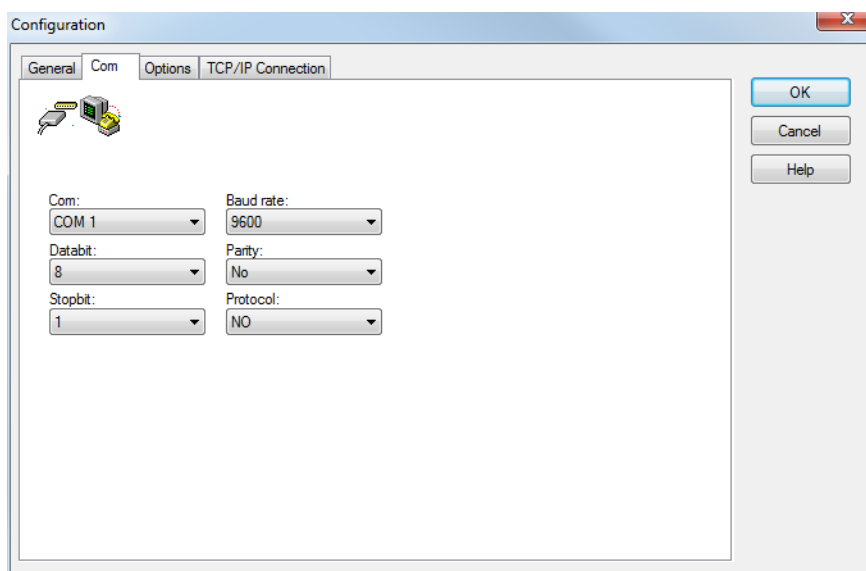 Configuration
General Com Options TCP/IP Connection
OK
Cancel
Help
Com: Baud rate:
COM 1 9600
Databit: Parity:
8 No
Stopbit: Protocol:
1 NO